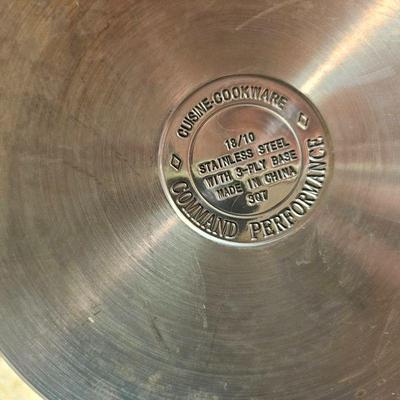 CUISINE-COOKWARE
18/10
STAINLESS STEEL
WITH 3-PLY BASE
MADE IN CHINA
3QT
COMMAND PERFORMANCE